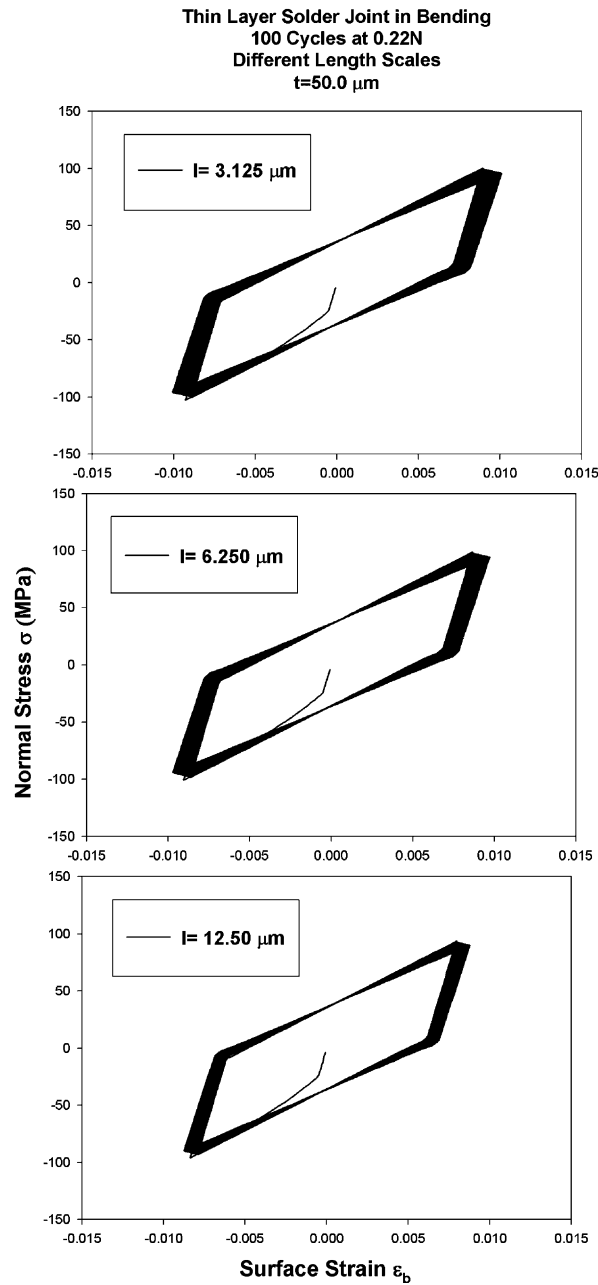 Thin Layer Solder Joint in Bending
100 Cycles at 0.22N
Different Length Scales
t=50.0 μm
150
100
50
0
-50
-100
-150
l= 3.125 μm
-0.015 -0.010 -0.005 0.000 0.005 0.010 0.015
Normal Stress σ (MPa)
150
100
50
0
-50
-100
-150
l= 6.250 μm
-0.015 -0.010 -0.005 0.000 0.005 0.010 0.015
150
100
50
0
-50
-100
-150
l= 12.50 μm
-0.015 -0.010 -0.005 0.000 0.005 0.010 0.015
Surface Strain εb